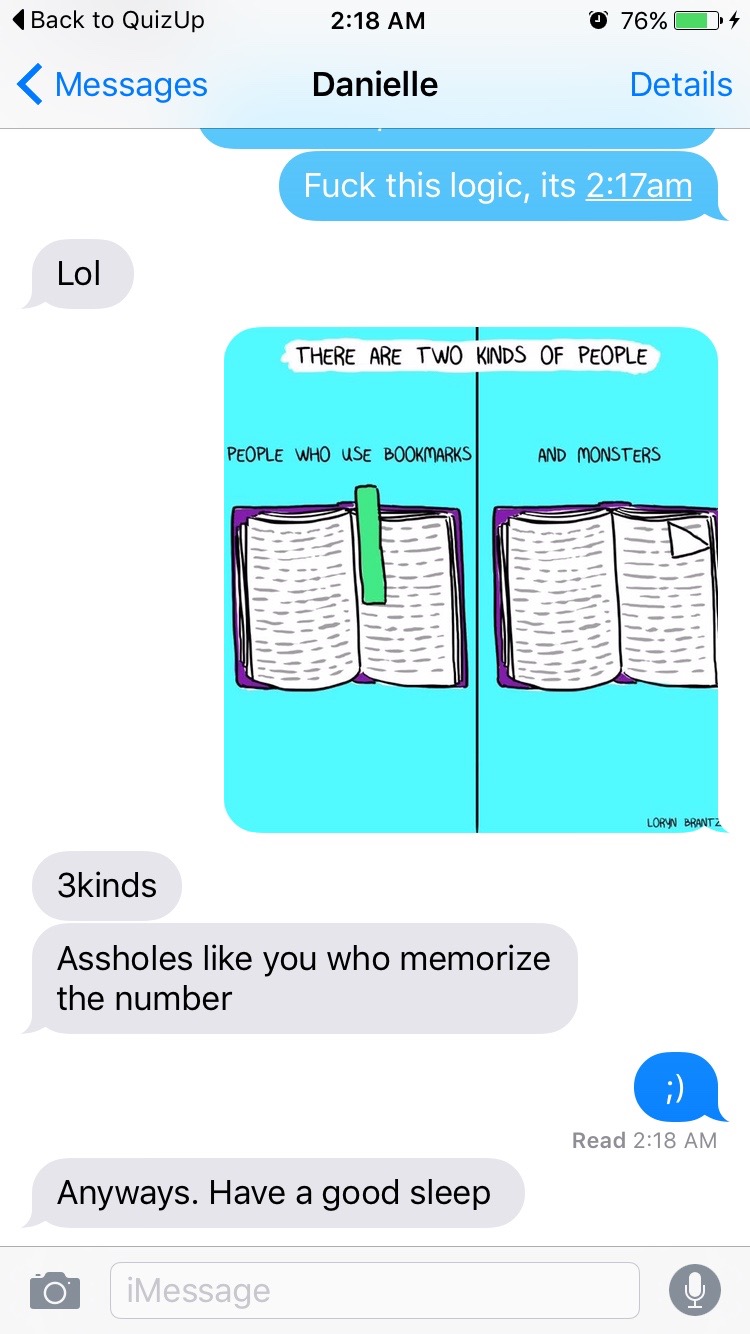 Back to QuizUp 2:18 AM 76%
Messages Danielle Details
Fuck this logic, its 2:17am
Lol
THERE ARE TWO KINDS OF PEOPLE
PEOPLE WHO USE BOOKMARKS
AND MONSTERS
LORYN BRANTZ
3kinds
Assholes like you who memorize
the number
;)
Read 2:18 AM
Anyways. Have a good sleep
iMessage